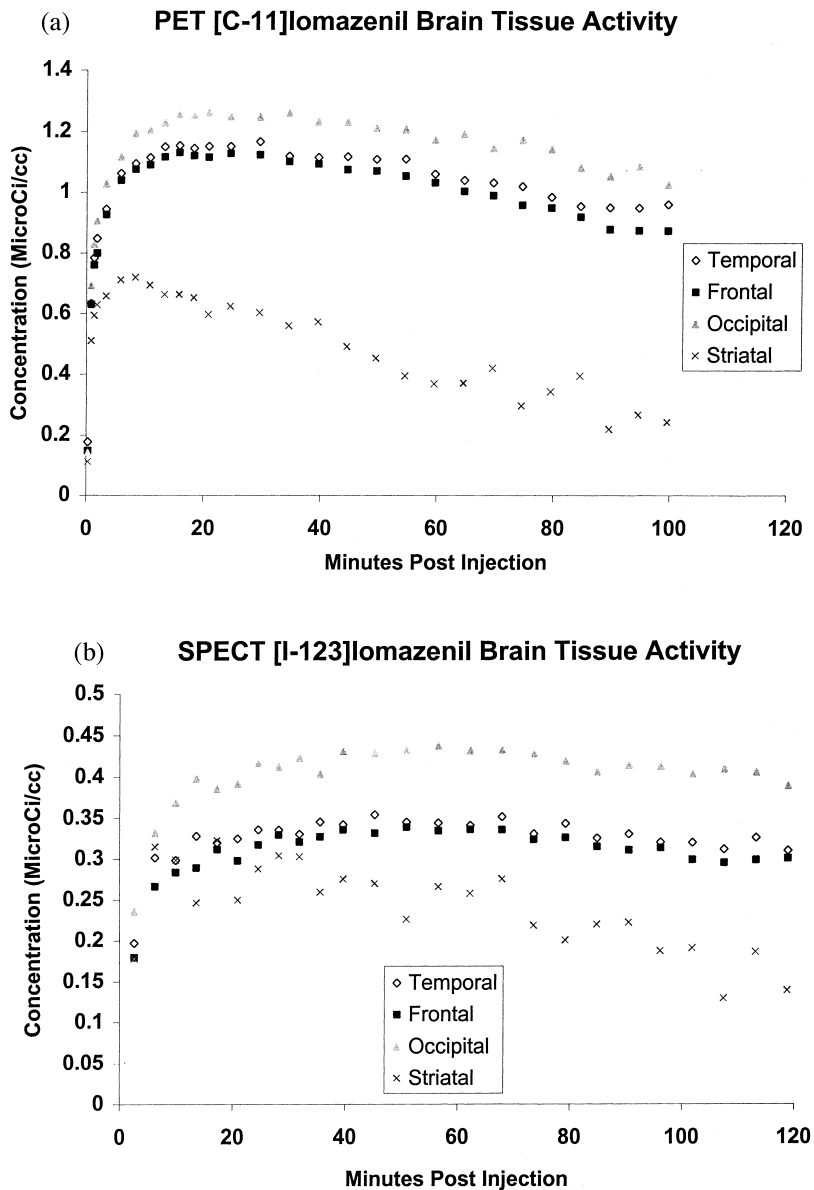 (a) PET [C-11]Iomazenil Brain Tissue Activity
Concentration (MicroCi/cc)
1.4
1.2
1
0.8
0.6
0.4
0.2
0
0 20 40 60 80 100 120
Minutes Post Injection
Temporal
Frontal
Occipital
Striatal
(b) SPECT [I-123]Iomazenil Brain Tissue Activity
Concentration (MicroCi/cc)
0.5
0.45
0.4
0.35
0.3
0.25
0.2
0.15
0.1
0.05
0
0 20 40 60 80 100 120
Minutes Post Injection
Temporal
Frontal
Occipital
Striatal